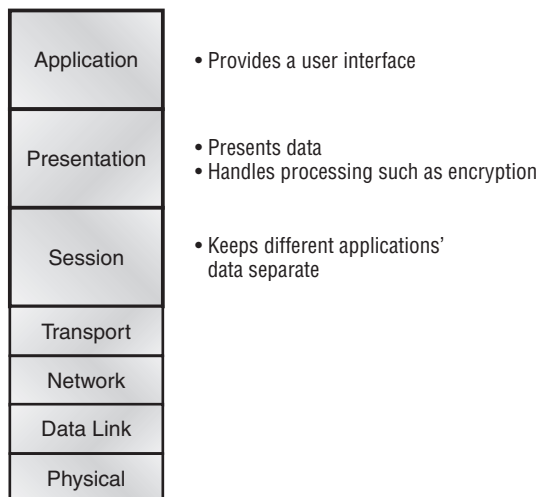 Application
• Provides a user interface
Presentation
• Presents data
• Handles processing such as encryption
Session
• Keeps different applications’
data separate
Transport
Network
Data Link
Physical